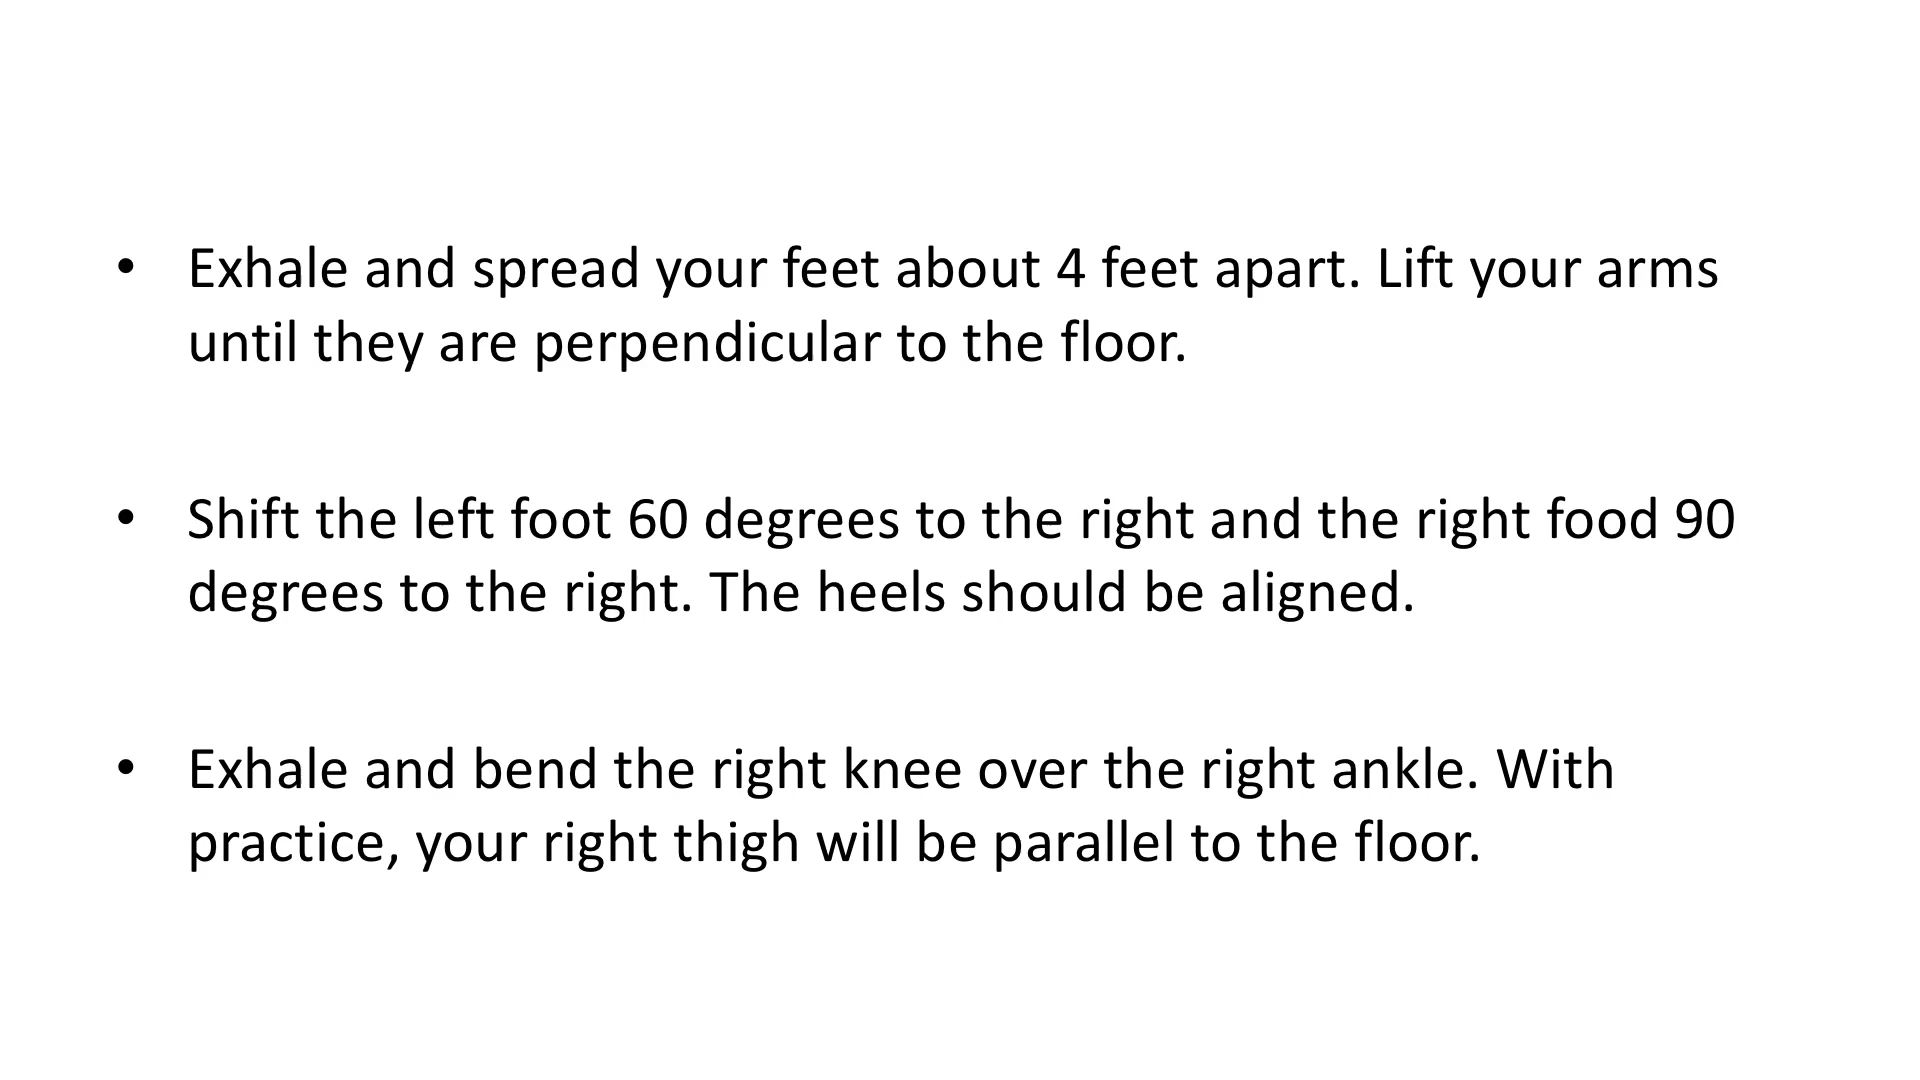 • Exhale and spread your feet about 4 feet apart. Lift your arms
until they are perpendicular to the floor.
• Shift the left foot 60 degrees to the right and the right food 90
degrees to the right. The heels should be aligned.
• Exhale and bend the right knee over the right ankle. With
practice, your right thigh will be parallel to the floor.